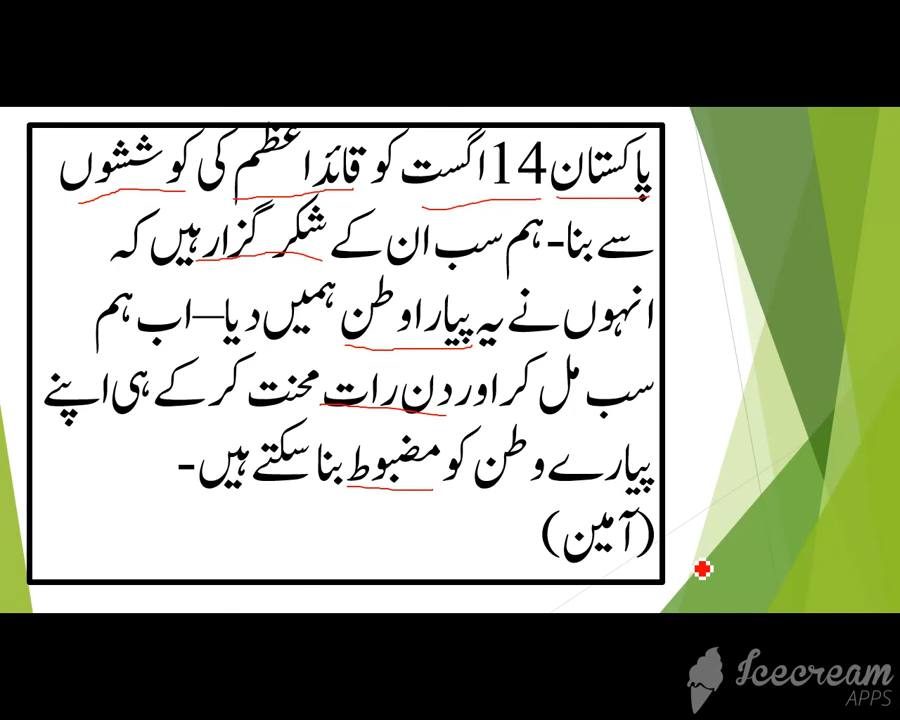 پاکستان 14 اگست کو قائداعظم کی کوششوں
سے بنا- ہم سب ان کے شکر گزار ہیں کہ
انہوں نے یہ پیارا وطن ہمیں دیا– اب ہم
سب مل کر اور دن رات محنت کر کے ہی اپنے
پیارے وطن کو مضبوط بنا سکتے ہیں-
(آمین)
Icecream
APPS